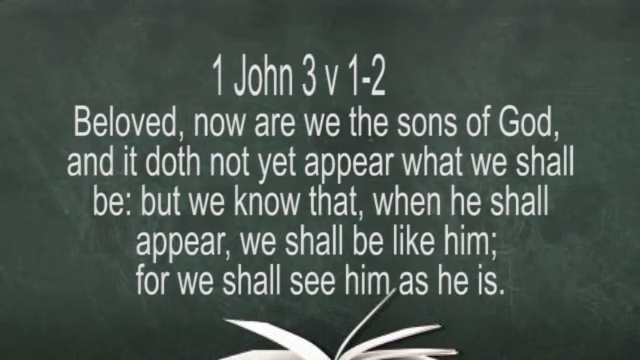 1 John 3 v 1-2
Beloved, now are we the sons of God,
and it doth not yet appear what we shall
be: but we know that, when he shall
appear, we shall be like him;
for we shall see him as he is.